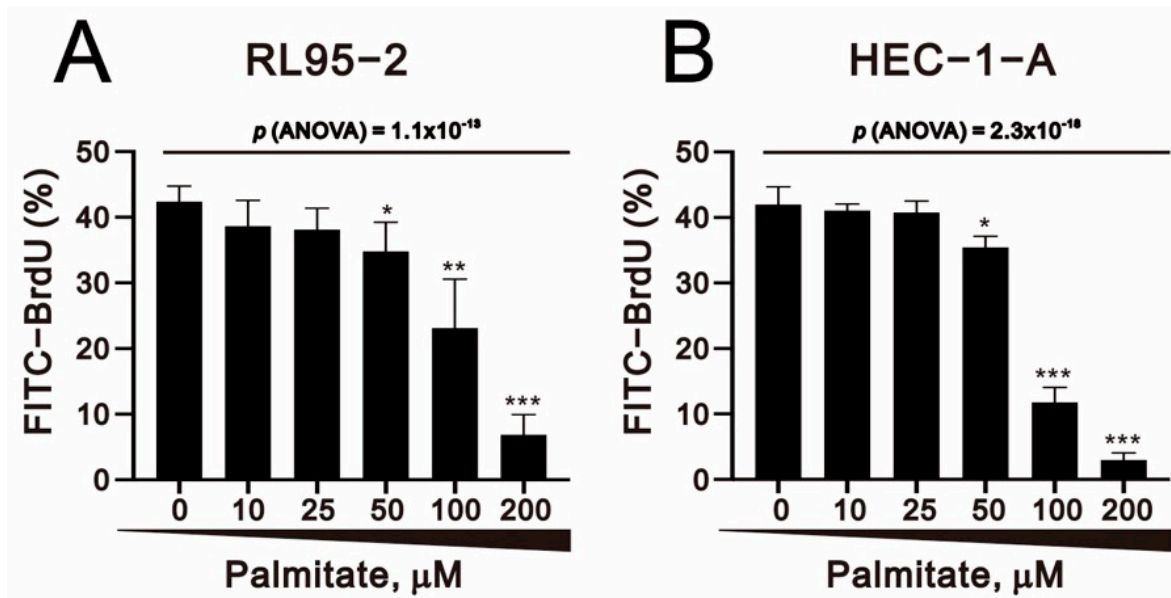 A
RL95−2
p (ANOVA) = 1.1x10⁻¹³
FITC−BrdU (%)
50
40
30
20
10
0
*
**
***
0 10 25 50 100 200
Palmitate, μM
B
HEC−1−A
p (ANOVA) = 2.3x10⁻¹⁸
FITC−BrdU (%)
50
40
30
20
10
0
*
***
***
0 10 25 50 100 200
Palmitate, μM